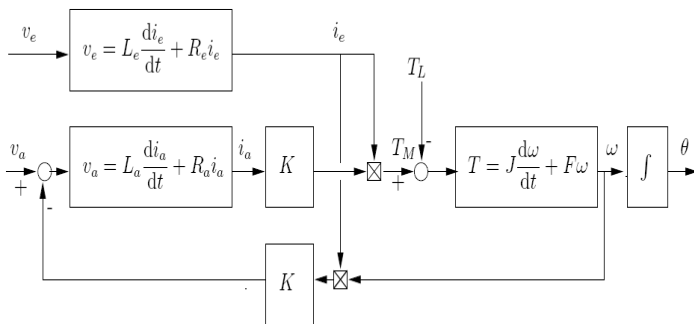 v_e
v_e = L_e di_e/dt + R_e i_e
i_e
T_L
-
v_a
+
-
v_a = L_a di_a/dt + R_a i_a
i_a
K
T_M
+
T = J dω/dt + Fω
ω
∫
θ
K